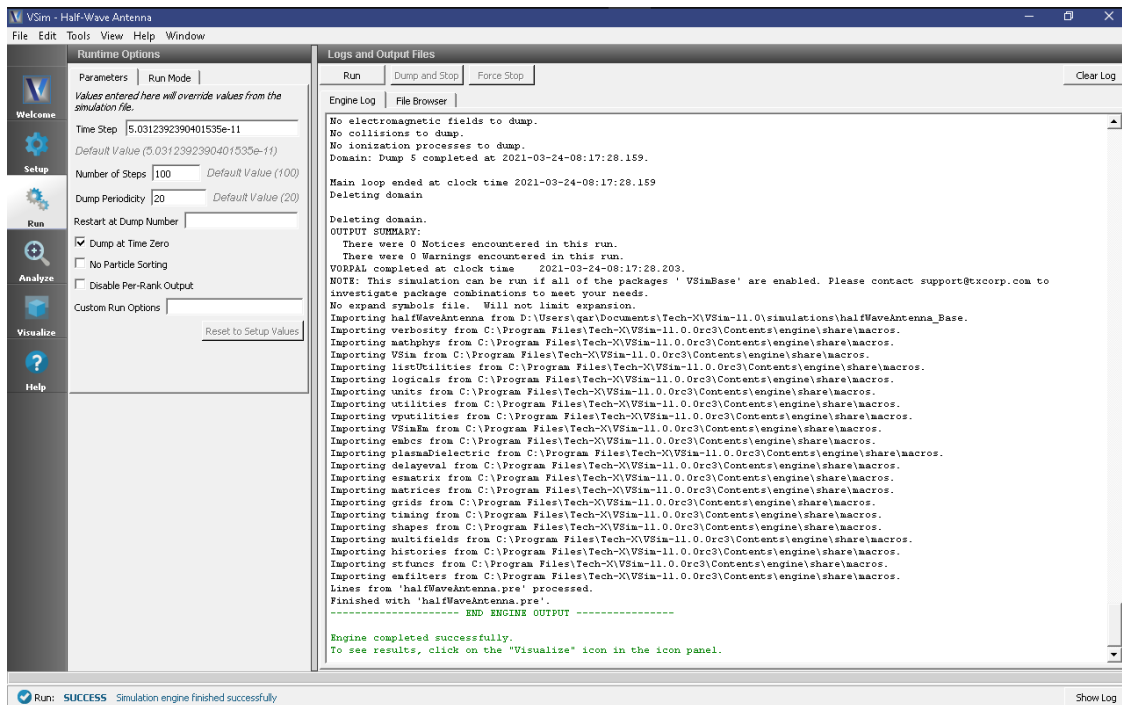 VSim - Half-Wave Antenna
File Edit Tools View Help Window
Welcome
Setup
Run
Analyze
Visualize
Help
Runtime Options
Parameters Run Mode
Values entered here will override values from the
simulation file.
Time Step 5.0312392390401535e-11
Default Value (5.0312392390401535e-11)
Number of Steps 100 Default Value (100)
Dump Periodicity 20 Default Value (20)
Restart at Dump Number
Dump at Time Zero
No Particle Sorting
Disable Per-Rank Output
Custom Run Options
Reset to Setup Values
Logs and Output Files
Run Dump and Stop Force Stop Clear Log
Engine Log File Browser
No electromagnetic fields to dump.
No collisions to dump.
No ionization processes to dump.
Domain: Dump 5 completed at 2021-03-24-08:17:28.159.
Main loop ended at clock time 2021-03-24-08:17:28.159
Deleting domain
Deleting domain.
OUTPUT SUMMARY:
There were 0 Notices encountered in this run.
There were 0 Warnings encountered in this run.
VORPAL completed at clock time 2021-03-24-08:17:28.203.
NOTE: This simulation can be run if all of the packages ' VSimBase' are enabled. Please contact support@txcorp.com to
investigate package combinations to meet your needs.
No expand symbols file. Will not limit expansion.
Importing halfWaveAntenna from D:\Users\qar\Documents\Tech-X\VSim-11.0\simulations\halfWaveAntenna_Base.
Importing verbosity from C:\Program Files\Tech-X\VSim-11.0.0rc3\Contents\engine\share\macros.
Importing mathphys from C:\Program Files\Tech-X\VSim-11.0.0rc3\Contents\engine\share\macros.
Importing VSim from C:\Program Files\Tech-X\VSim-11.0.0rc3\Contents\engine\share\macros.
Importing listUtilities from C:\Program Files\Tech-X\VSim-11.0.0rc3\Contents\engine\share\macros.
Importing logicals from C:\Program Files\Tech-X\VSim-11.0.0rc3\Contents\engine\share\macros.
Importing units from C:\Program Files\Tech-X\VSim-11.0.0rc3\Contents\engine\share\macros.
Importing utilities from C:\Program Files\Tech-X\VSim-11.0.0rc3\Contents\engine\share\macros.
Importing vputilities from C:\Program Files\Tech-X\VSim-11.0.0rc3\Contents\engine\share\macros.
Importing VSimEm from C:\Program Files\Tech-X\VSim-11.0.0rc3\Contents\engine\share\macros.
Importing embcs from C:\Program Files\Tech-X\VSim-11.0.0rc3\Contents\engine\share\macros.
Importing plasmaDielectric from C:\Program Files\Tech-X\VSim-11.0.0rc3\Contents\engine\share\macros.
Importing delayeval from C:\Program Files\Tech-X\VSim-11.0.0rc3\Contents\engine\share\macros.
Importing esmatrix from C:\Program Files\Tech-X\VSim-11.0.0rc3\Contents\engine\share\macros.
Importing matrices from C:\Program Files\Tech-X\VSim-11.0.0rc3\Contents\engine\share\macros.
Importing grids from C:\Program Files\Tech-X\VSim-11.0.0rc3\Contents\engine\share\macros.
Importing timing from C:\Program Files\Tech-X\VSim-11.0.0rc3\Contents\engine\share\macros.
Importing shapes from C:\Program Files\Tech-X\VSim-11.0.0rc3\Contents\engine\share\macros.
Importing multifields from C:\Program Files\Tech-X\VSim-11.0.0rc3\Contents\engine\share\macros.
Importing histories from C:\Program Files\Tech-X\VSim-11.0.0rc3\Contents\engine\share\macros.
Importing stfuncs from C:\Program Files\Tech-X\VSim-11.0.0rc3\Contents\engine\share\macros.
Importing emfilters from C:\Program Files\Tech-X\VSim-11.0.0rc3\Contents\engine\share\macros.
Lines from 'halfWaveAntenna.pre' processed.
Finished with 'halfWaveAntenna.pre'.
-------------------- END ENGINE OUTPUT ---------------
Engine completed successfully.
To see results, click on the "Visualize" icon in the icon panel.
Run: SUCCESS Simulation engine finished successfully Show Log